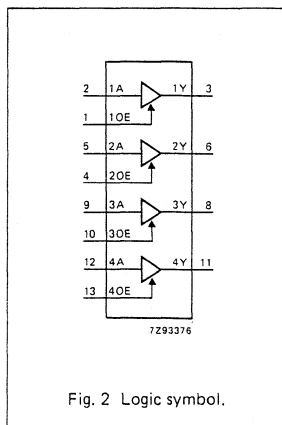 2 1A 1Y 3
1 1OE
5 2A 2Y 6
4 2OE
9 3A 3Y 8
10 3OE
12 4A 4Y 11
13 4OE
7Z93376
Fig. 2 Logic symbol.